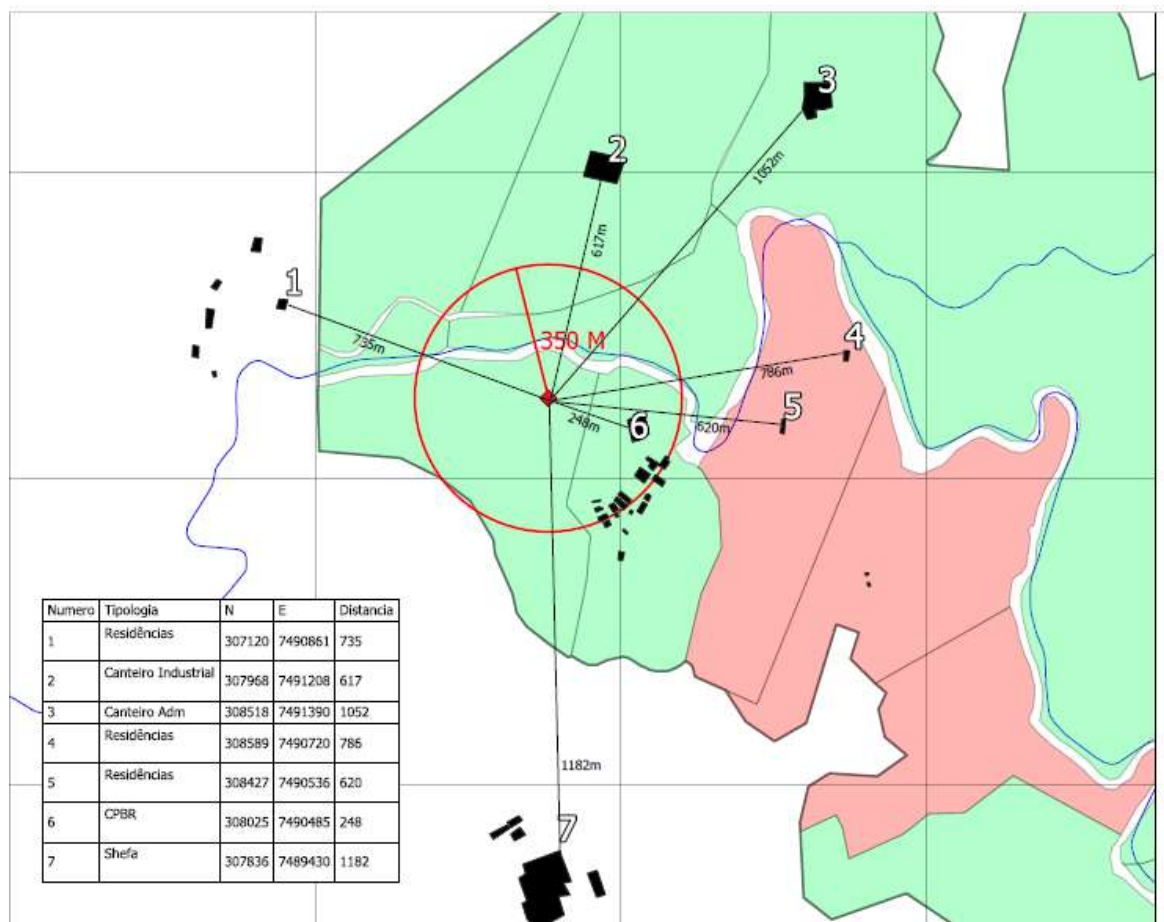 3
2
1052m
617m
1
350 M
735m
4
786m
5
248m
6
620m
Numero Tipologia N E Distancia
1 Residências 307120 7490861 735
2 Canteiro Industrial 307968 7491208 617
3 Canteiro Adm 308518 7491390 1052
4 Residências 308589 7490720 786
5 Residências 308427 7490536 620
6 CPBR 308025 7490485 248
7 Shefa 307836 7489430 1182
1182m
7